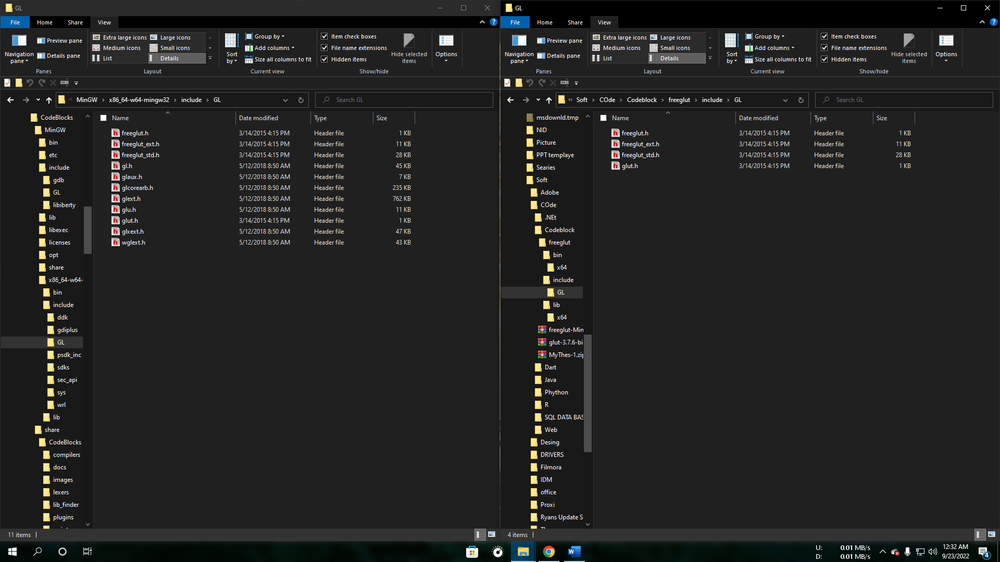 GL
File Home Share View
Navigation pane
Preview pane
Details pane
Panes
Extra large icons Large icons
Medium icons Small icons
List Details
Layout
Sort by
Group by
Add columns
Size all columns to fit
Current view
Item check boxes
File name extensions
Hidden items
Hide selected items
Show/hide
Options
« MinGW › x86_64-w64-mingw32 › include › GL
Search GL
CodeBlocks
MinGW
bin
etc
include
gdb
GL
libiberty
lib
libexec
licenses
opt
share
x86_64-w64-
bin
include
ddk
gdiplus
GL
psdk_inc
sdks
sec_api
sys
wrl
lib
share
CodeBlocks
compilers
docs
images
lexers
lib_finder
plugins
Name Date modified Type Size
freeglut.h 3/14/2015 4:15 PM Header file 1 KB
freeglut_ext.h 3/14/2015 4:15 PM Header file 11 KB
freeglut_std.h 3/14/2015 4:15 PM Header file 28 KB
gl.h 5/12/2018 8:50 AM Header file 45 KB
glaux.h 5/12/2018 8:50 AM Header file 7 KB
glcorearb.h 5/12/2018 8:50 AM Header file 235 KB
glext.h 5/12/2018 8:50 AM Header file 762 KB
glu.h 5/12/2018 8:50 AM Header file 11 KB
glut.h 3/14/2015 4:15 PM Header file 1 KB
glxext.h 5/12/2018 8:50 AM Header file 47 KB
wglext.h 5/12/2018 8:50 AM Header file 43 KB
11 items
GL
File Home Share View
Navigation pane
Preview pane
Details pane
Panes
Extra large icons Large icons
Medium icons Small icons
List Details
Layout
Sort by
Group by
Add columns
Size all columns to fit
Current view
Item check boxes
File name extensions
Hidden items
Hide selected items
Show/hide
Options
« Soft › COde › Codeblock › freeglut › include › GL
Search GL
msdownld.tmp
NID
Picture
PPT templaye
Searies
Soft
Adobe
COde
.NEt
Codeblock
freeglut
bin
x64
include
GL
lib
x64
freeglut-Min
glut-3.7.6-bi
MyThes-1.zip
Dart
Java
Phython
R
SQL DATA BAS
Web
Desing
DRIVERS
Filmora
IDM
office
Proxi
Ryans Update S
Name Date modified Type Size
freeglut.h 3/14/2015 4:15 PM Header file 1 KB
freeglut_ext.h 3/14/2015 4:15 PM Header file 11 KB
freeglut_std.h 3/14/2015 4:15 PM Header file 28 KB
glut.h 3/14/2015 4:15 PM Header file 1 KB
4 items
U: 0.01 MB/s
D: 0.01 MB/s
12:32 AM
9/23/2022
4